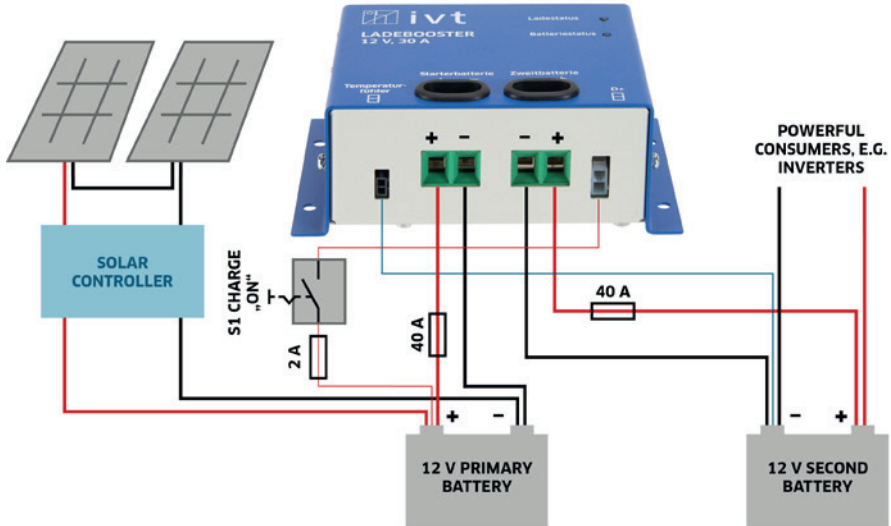 ivt
LADEBOOSTER
12 V, 30 A
Ladestatus
Batteriestatus
Temperatur-
fühler
Starterbatterie
Zweitbatterie
D+
+ −
− +
POWERFUL
CONSUMERS, E.G.
INVERTERS
SOLAR
CONTROLLER
S1 CHARGE
„ON“
2 A
40 A
40 A
+ −
− +
12 V PRIMARY
BATTERY
12 V SECOND
BATTERY